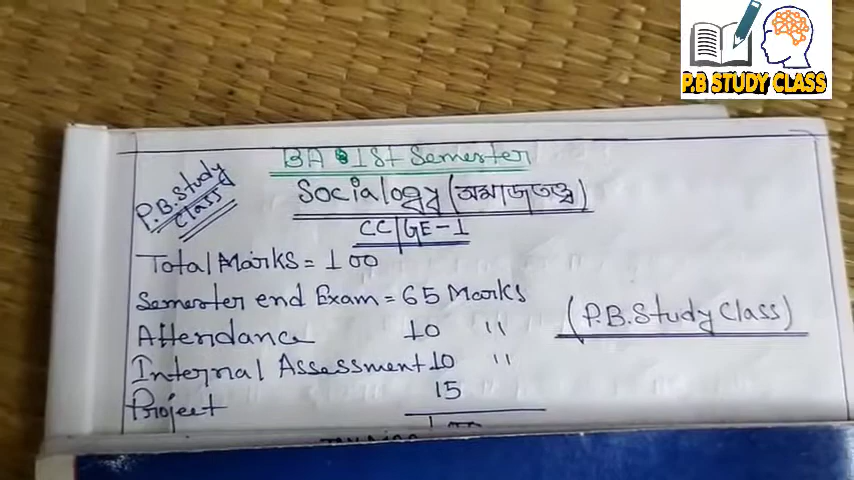 P.B STUDY CLASS
BA 1st Semester
P.B. Study Class
Socialogy (সমাজতত্ত্ব)
CC/GE-1
Total Marks = 100
Semester end Exam = 65 Marks
Attendance 10 "
Internal Assessment 10 "
Project 15
(P.B. Study Class)